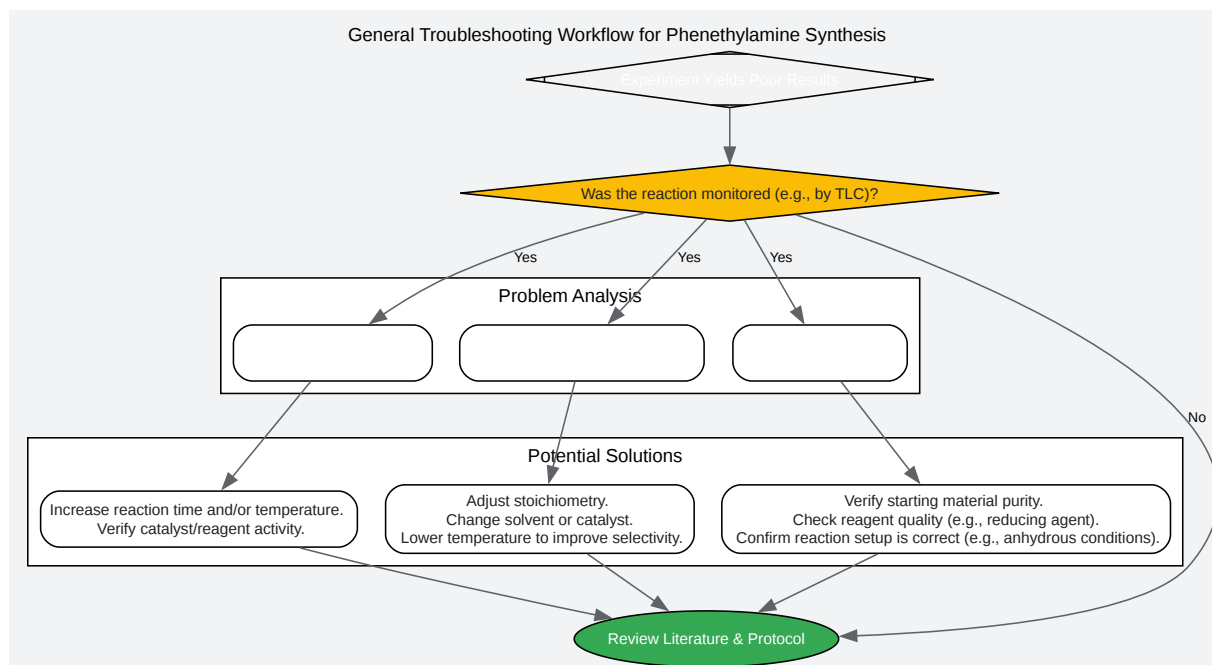 General Troubleshooting Workflow for Phenethylamine Synthesis
Experiment Yields Poor Results
Was the reaction monitored (e.g., by TLC)?
Yes
Yes
Yes
Problem Analysis
No
Potential Solutions
Increase reaction time and/or temperature.
Verify catalyst/reagent activity.
Adjust stoichiometry.
Change solvent or catalyst.
Lower temperature to improve selectivity.
Verify starting material purity.
Check reagent quality (e.g., reducing agent).
Confirm reaction setup is correct (e.g., anhydrous conditions).
Review Literature & Protocol